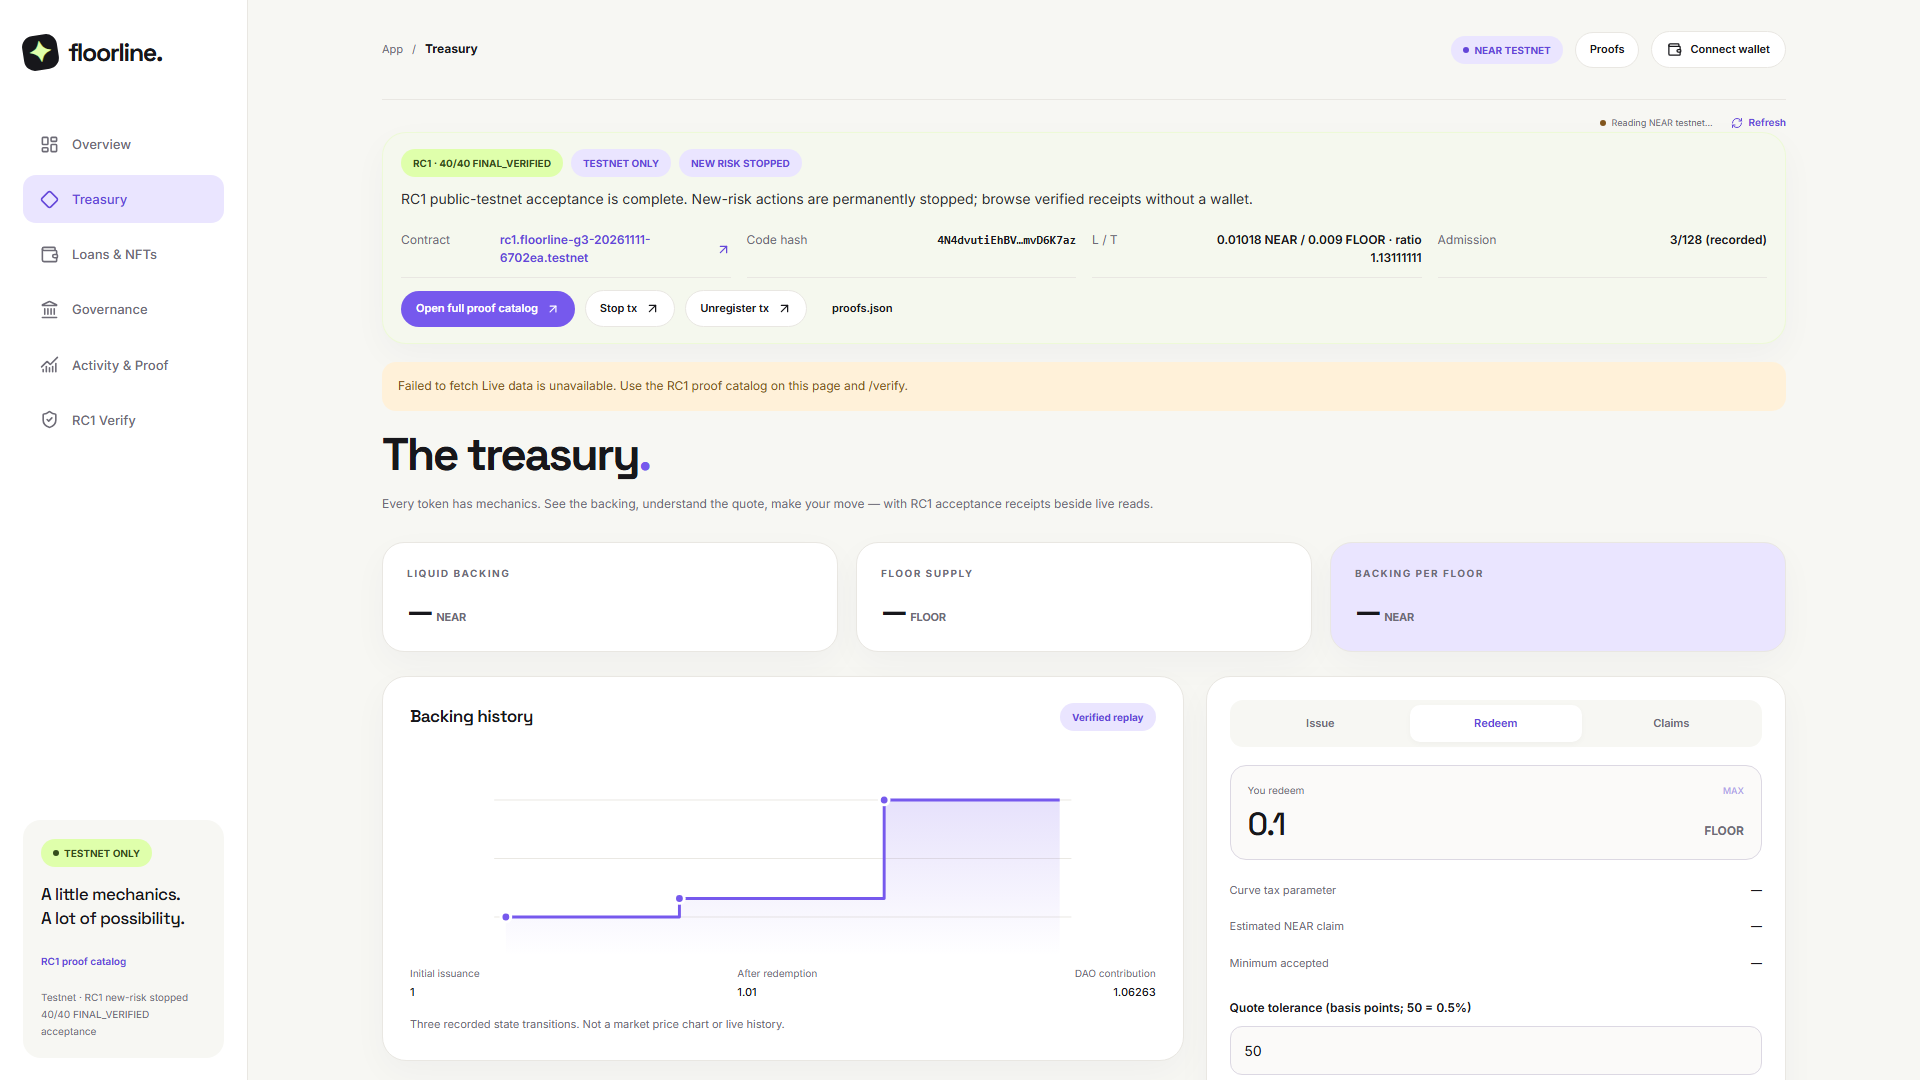 floorline.
Overview
Treasury
Loans & NFTs
Governance
Activity & Proof
RC1 Verify
TESTNET ONLY
A little mechanics.
A lot of possibility.
RC1 proof catalog
Testnet · RC1 new-risk stopped
40/40 FINAL_VERIFIED
acceptance
App / Treasury
NEAR TESTNET
Proofs
Connect wallet
Reading NEAR testnet...
Refresh
RC1 · 40/40 FINAL_VERIFIED
TESTNET ONLY
NEW RISK STOPPED
RC1 public-testnet acceptance is complete. New-risk actions are permanently stopped; browse verified receipts without a wallet.
Contract
rc1.floorline-g3-20261111-
6702ea.testnet
Code hash
4N4dvutiEhBV…mvD6K7az
L / T
0.01018 NEAR / 0.009 FLOOR · ratio
1.13111111
Admission
3/128 (recorded)
Open full proof catalog
Stop tx
Unregister tx
proofs.json
Failed to fetch Live data is unavailable. Use the RC1 proof catalog on this page and /verify.
The treasury.
Every token has mechanics. See the backing, understand the quote, make your move — with RC1 acceptance receipts beside live reads.
LIQUID BACKING
— NEAR
FLOOR SUPPLY
— FLOOR
BACKING PER FLOOR
— NEAR
Backing history
Verified replay
Initial issuance
1
After redemption
1.01
DAO contribution
1.06263
Three recorded state transitions. Not a market price chart or live history.
Issue
Redeem
Claims
You redeem
MAX
0.1
FLOOR
Curve tax parameter
—
Estimated NEAR claim
—
Minimum accepted
—
Quote tolerance (basis points; 50 = 0.5%)
50